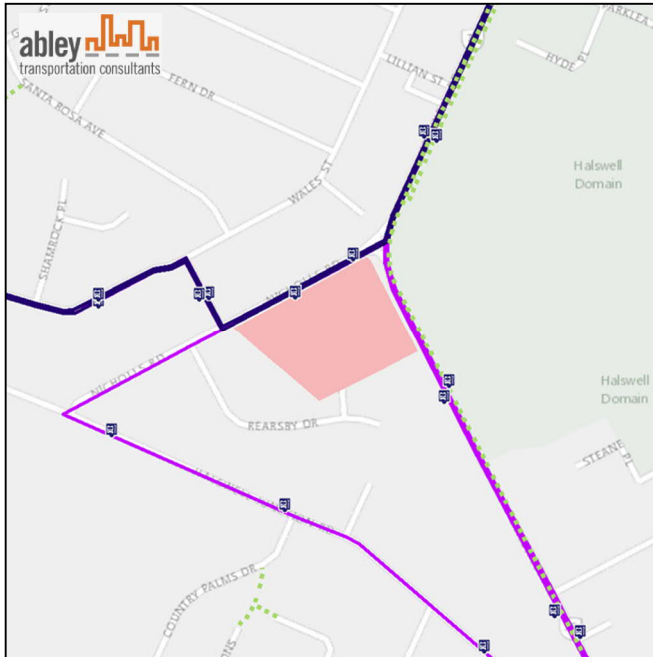 abley
transportation consultants
HYDE PL
LILLIAN ST
FERN DR
SANTA ROSA AVE
Halswell
Domain
WALES ST
SHAMROCK PL
NICHOLLS RD
Halswell
Domain
KEARSBY DR
STEANE PL
COUNTRY PALMS DR